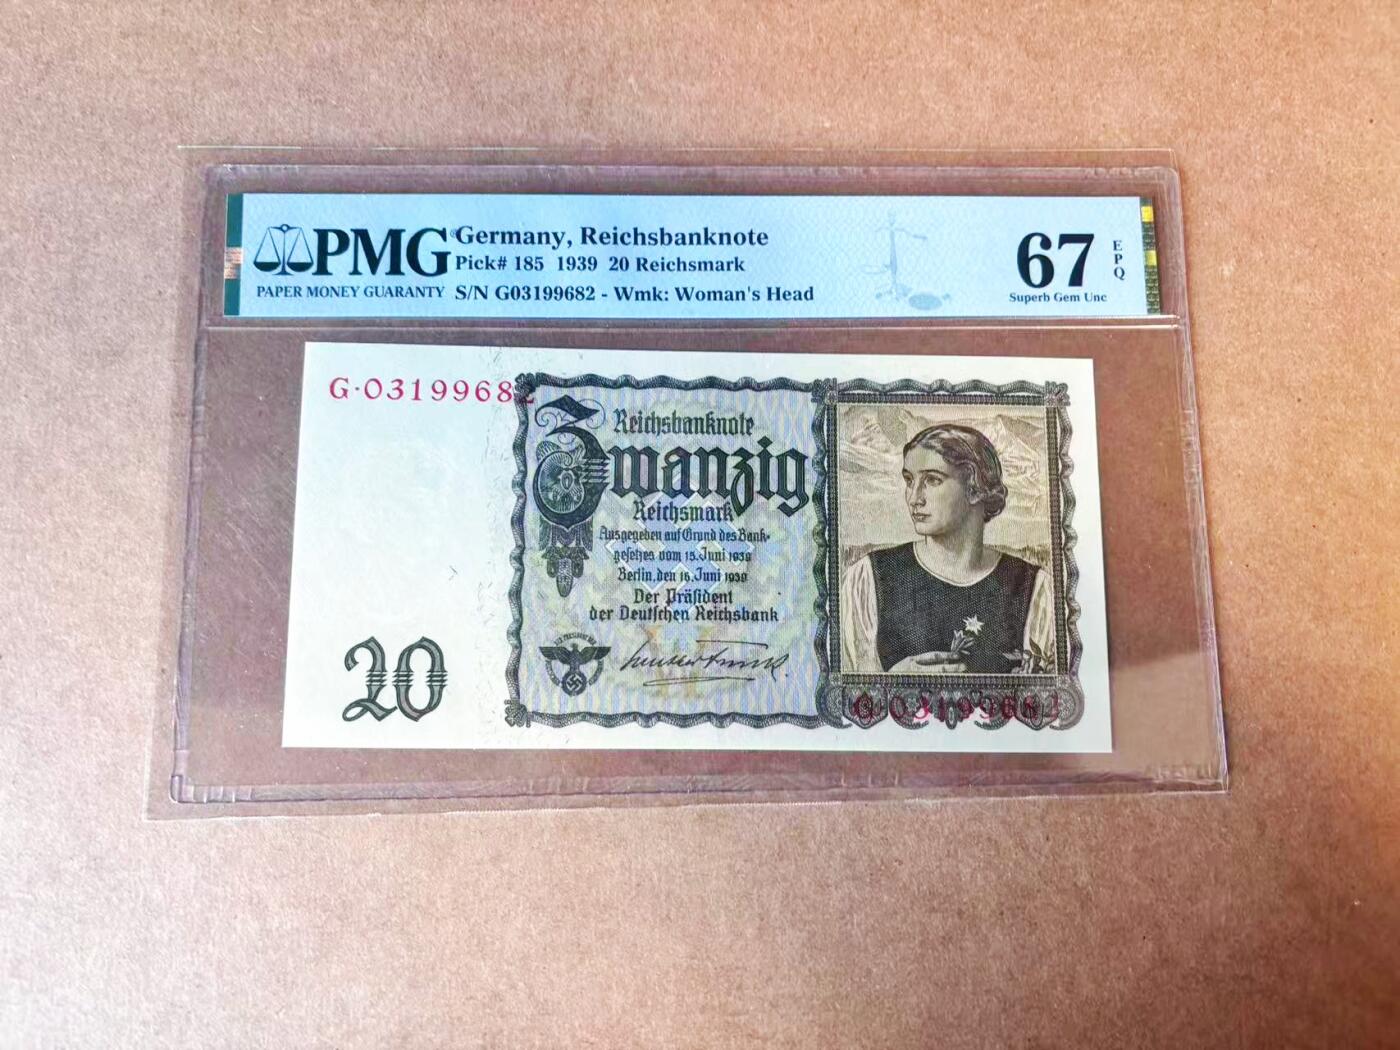 PMG
PAPER MONEY GUARANTY
Germany, Reichsbanknote
Pick# 185 1939 20 Reichsmark
S/N G03199682 - Wmk: Woman's Head
67
EPQ
Superb Gem Unc
G·03199682
Reichsbanknote
Zwanzig
Reichsmark
Ausgegeben auf Grund des Bank-
gesetzes vom 15. Juni 1939
Berlin, den 16. Juni 1939
Der Präsident
der Deutschen Reichsbank
20
G·03199682